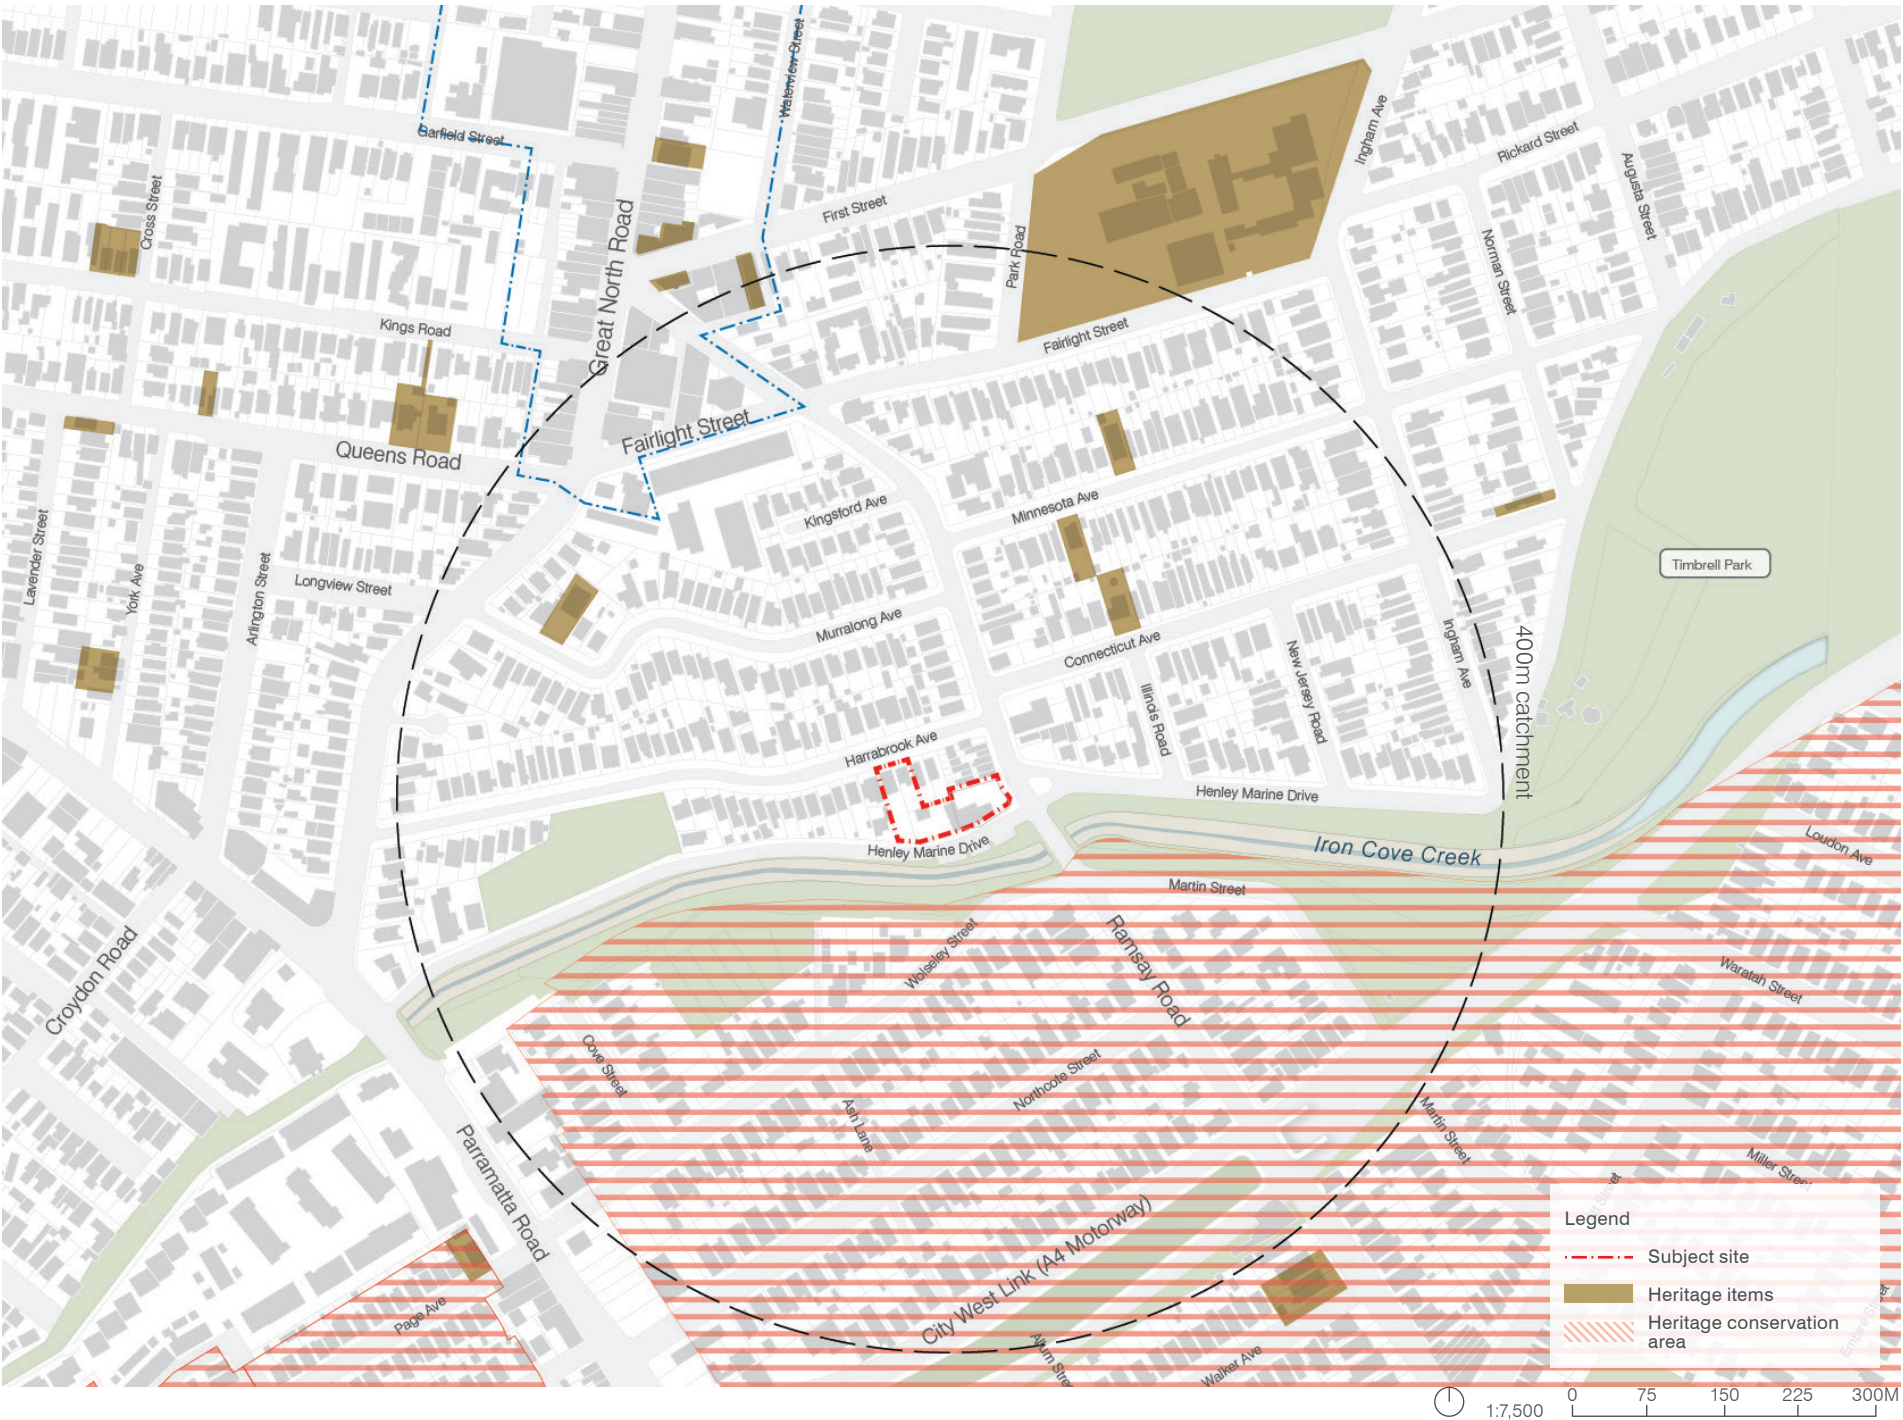 Waterview Street
Garfield Street
Ingham Ave
Rickard Street
Augusta Street
Cross Street
First Street
Great North Road
Park Road
Norman Street
Kings Road
Fairlight Street
Fairlight Street
Queens Road
Kingsford Ave
Minnesota Ave
Lavender Street
York Ave
Arlington Street
Longview Street
Timbrell Park
Murralong Ave
Connecticut Ave
Ingham Ave
New Jersey Road
Illinois Road
400m catchment
Harrabrook Ave
Henley Marine Drive
Henley Marine Drive
Iron Cove Creek
Loudon Ave
Martin Street
Croydon Road
Wolseley Street
Ramsay Road
Waratah Street
Cove Street
Northcote Street
Ash Lane
Martin Street
Parramatta Road
Miller Street
City West Link (A4 Motorway)
Page Ave
Allum Stree
Walker Ave
Legend
Subject site
Heritage items
Heritage conservation
area
1:7,500
0 75 150 225 300M